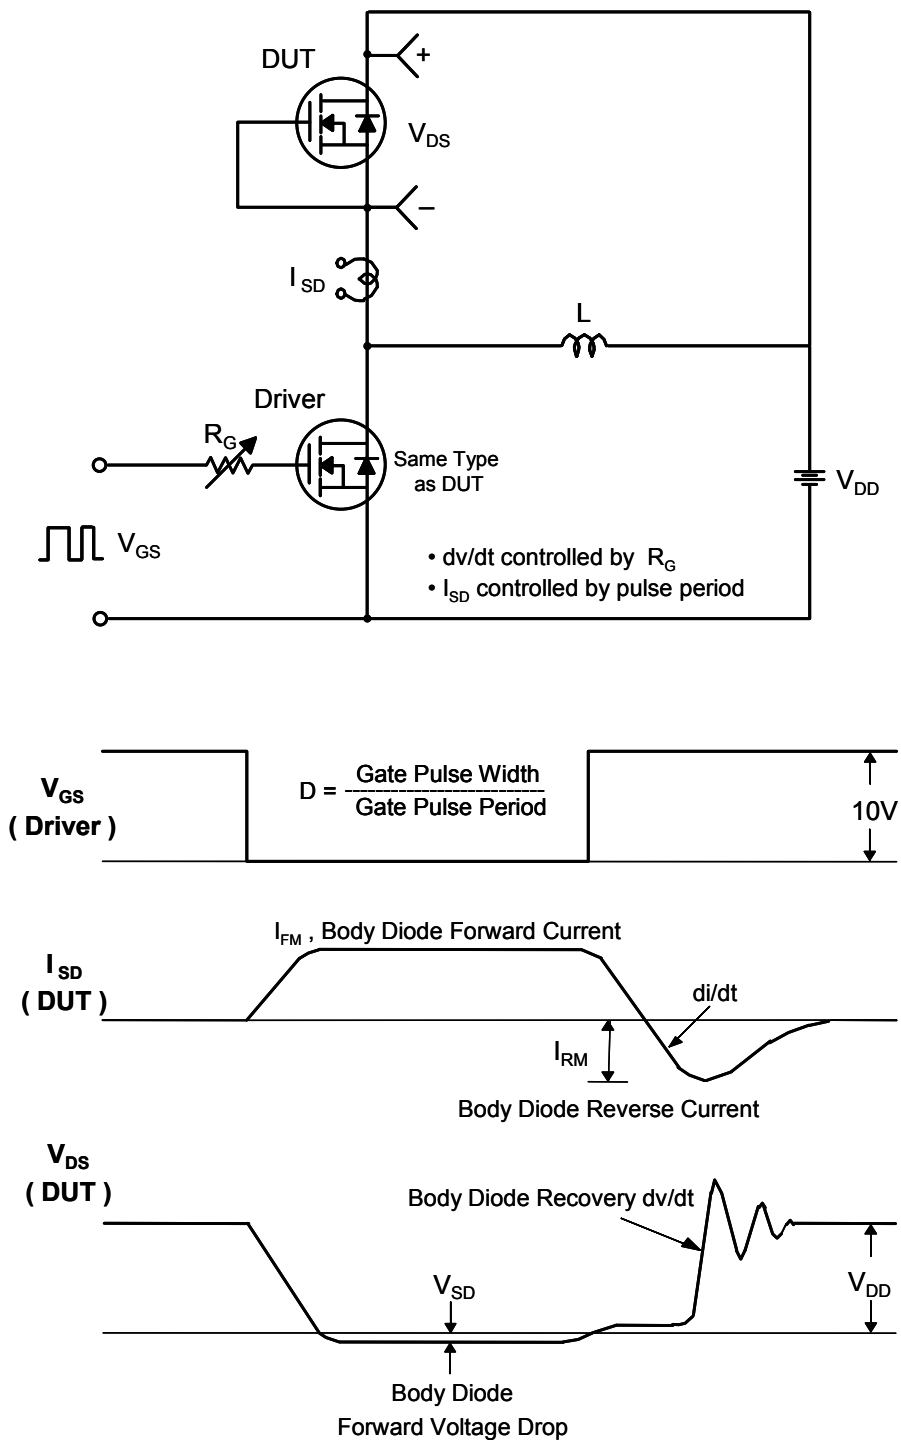 DUT
+
V_DS
−
I_SD
L
Driver
R_G
Same Type
as DUT
V_DD
V_GS
• dv/dt controlled by R_G
• I_SD controlled by pulse period
V_GS
( Driver )
D = Gate Pulse Width
--------------------------
Gate Pulse Period
10V
I_FM , Body Diode Forward Current
I_SD
( DUT )
di/dt
I_RM
Body Diode Reverse Current
V_DS
( DUT )
Body Diode Recovery dv/dt
V_SD
V_DD
Body Diode
Forward Voltage Drop